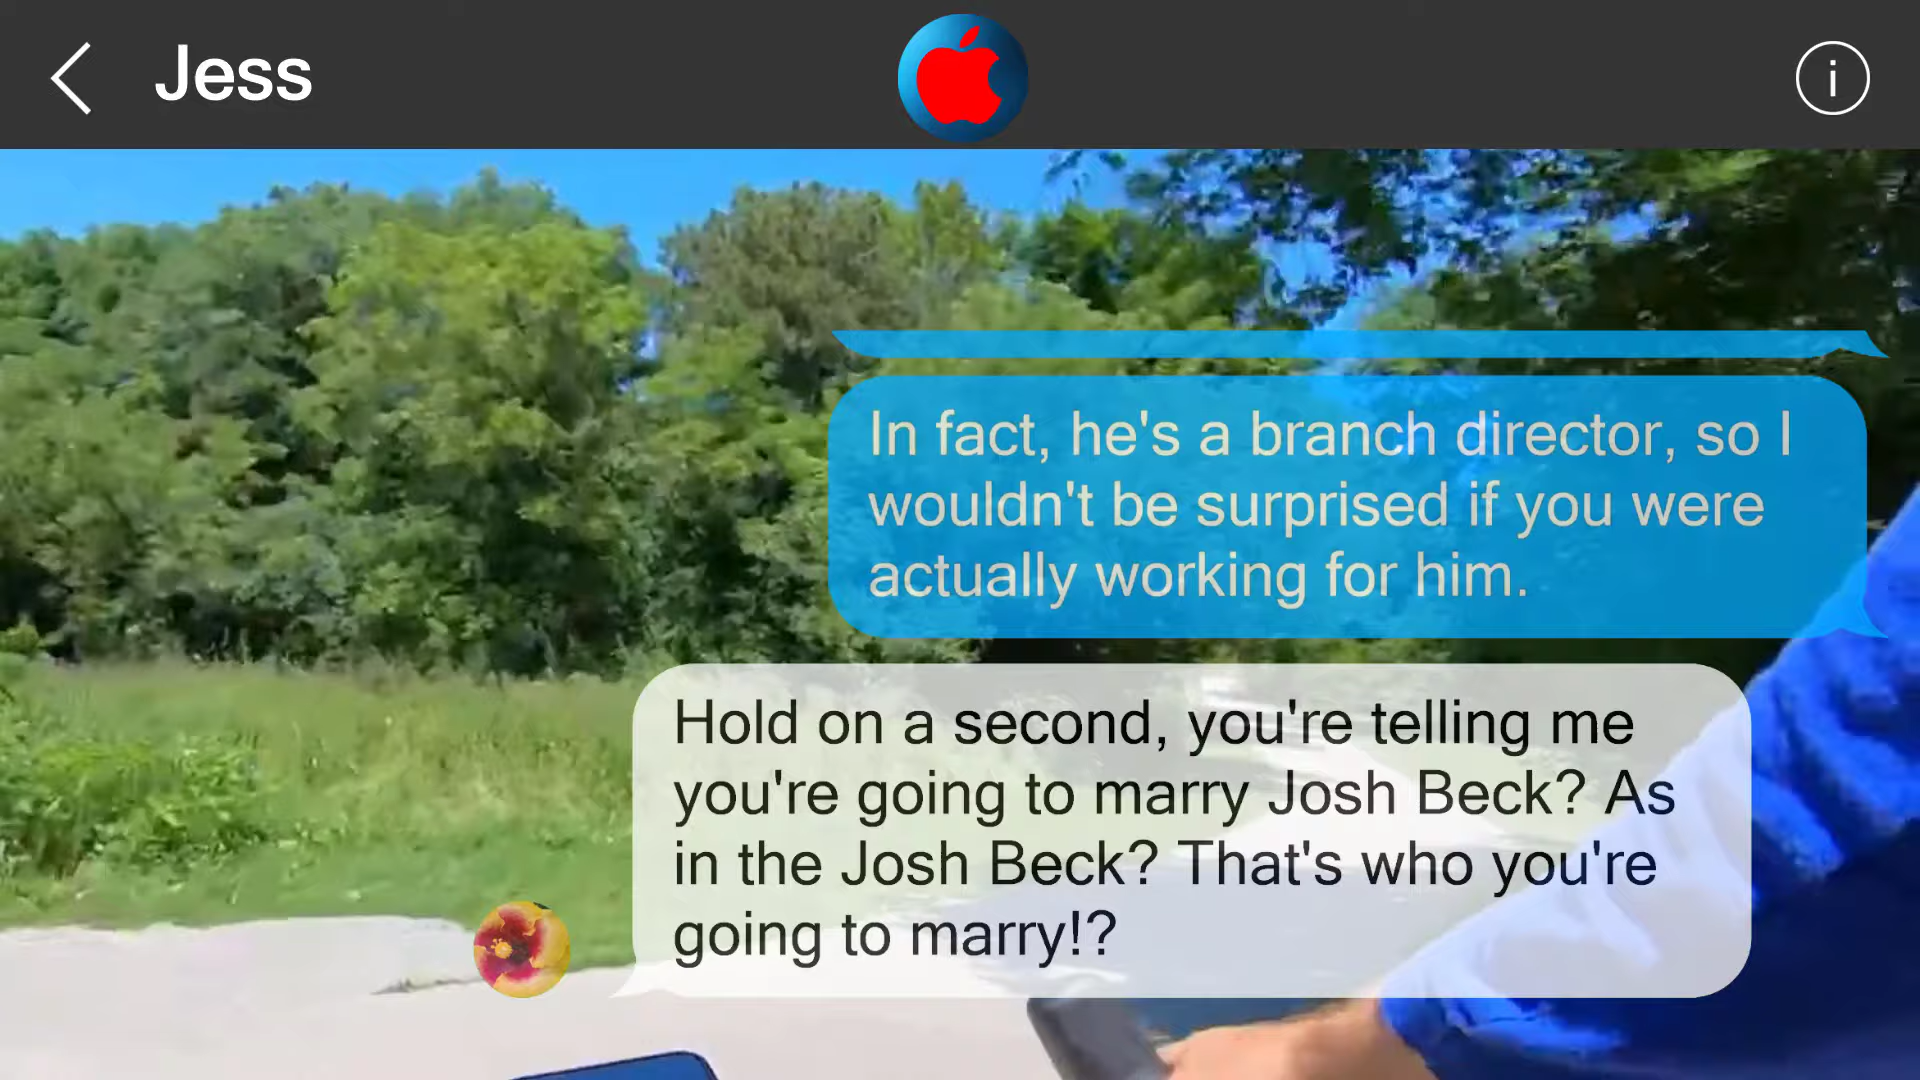 Jess
i
In fact, he's a branch director, so I
wouldn't be surprised if you were
actually working for him.
Hold on a second, you're telling me
you're going to marry Josh Beck? As
in the Josh Beck? That's who you're
going to marry!?